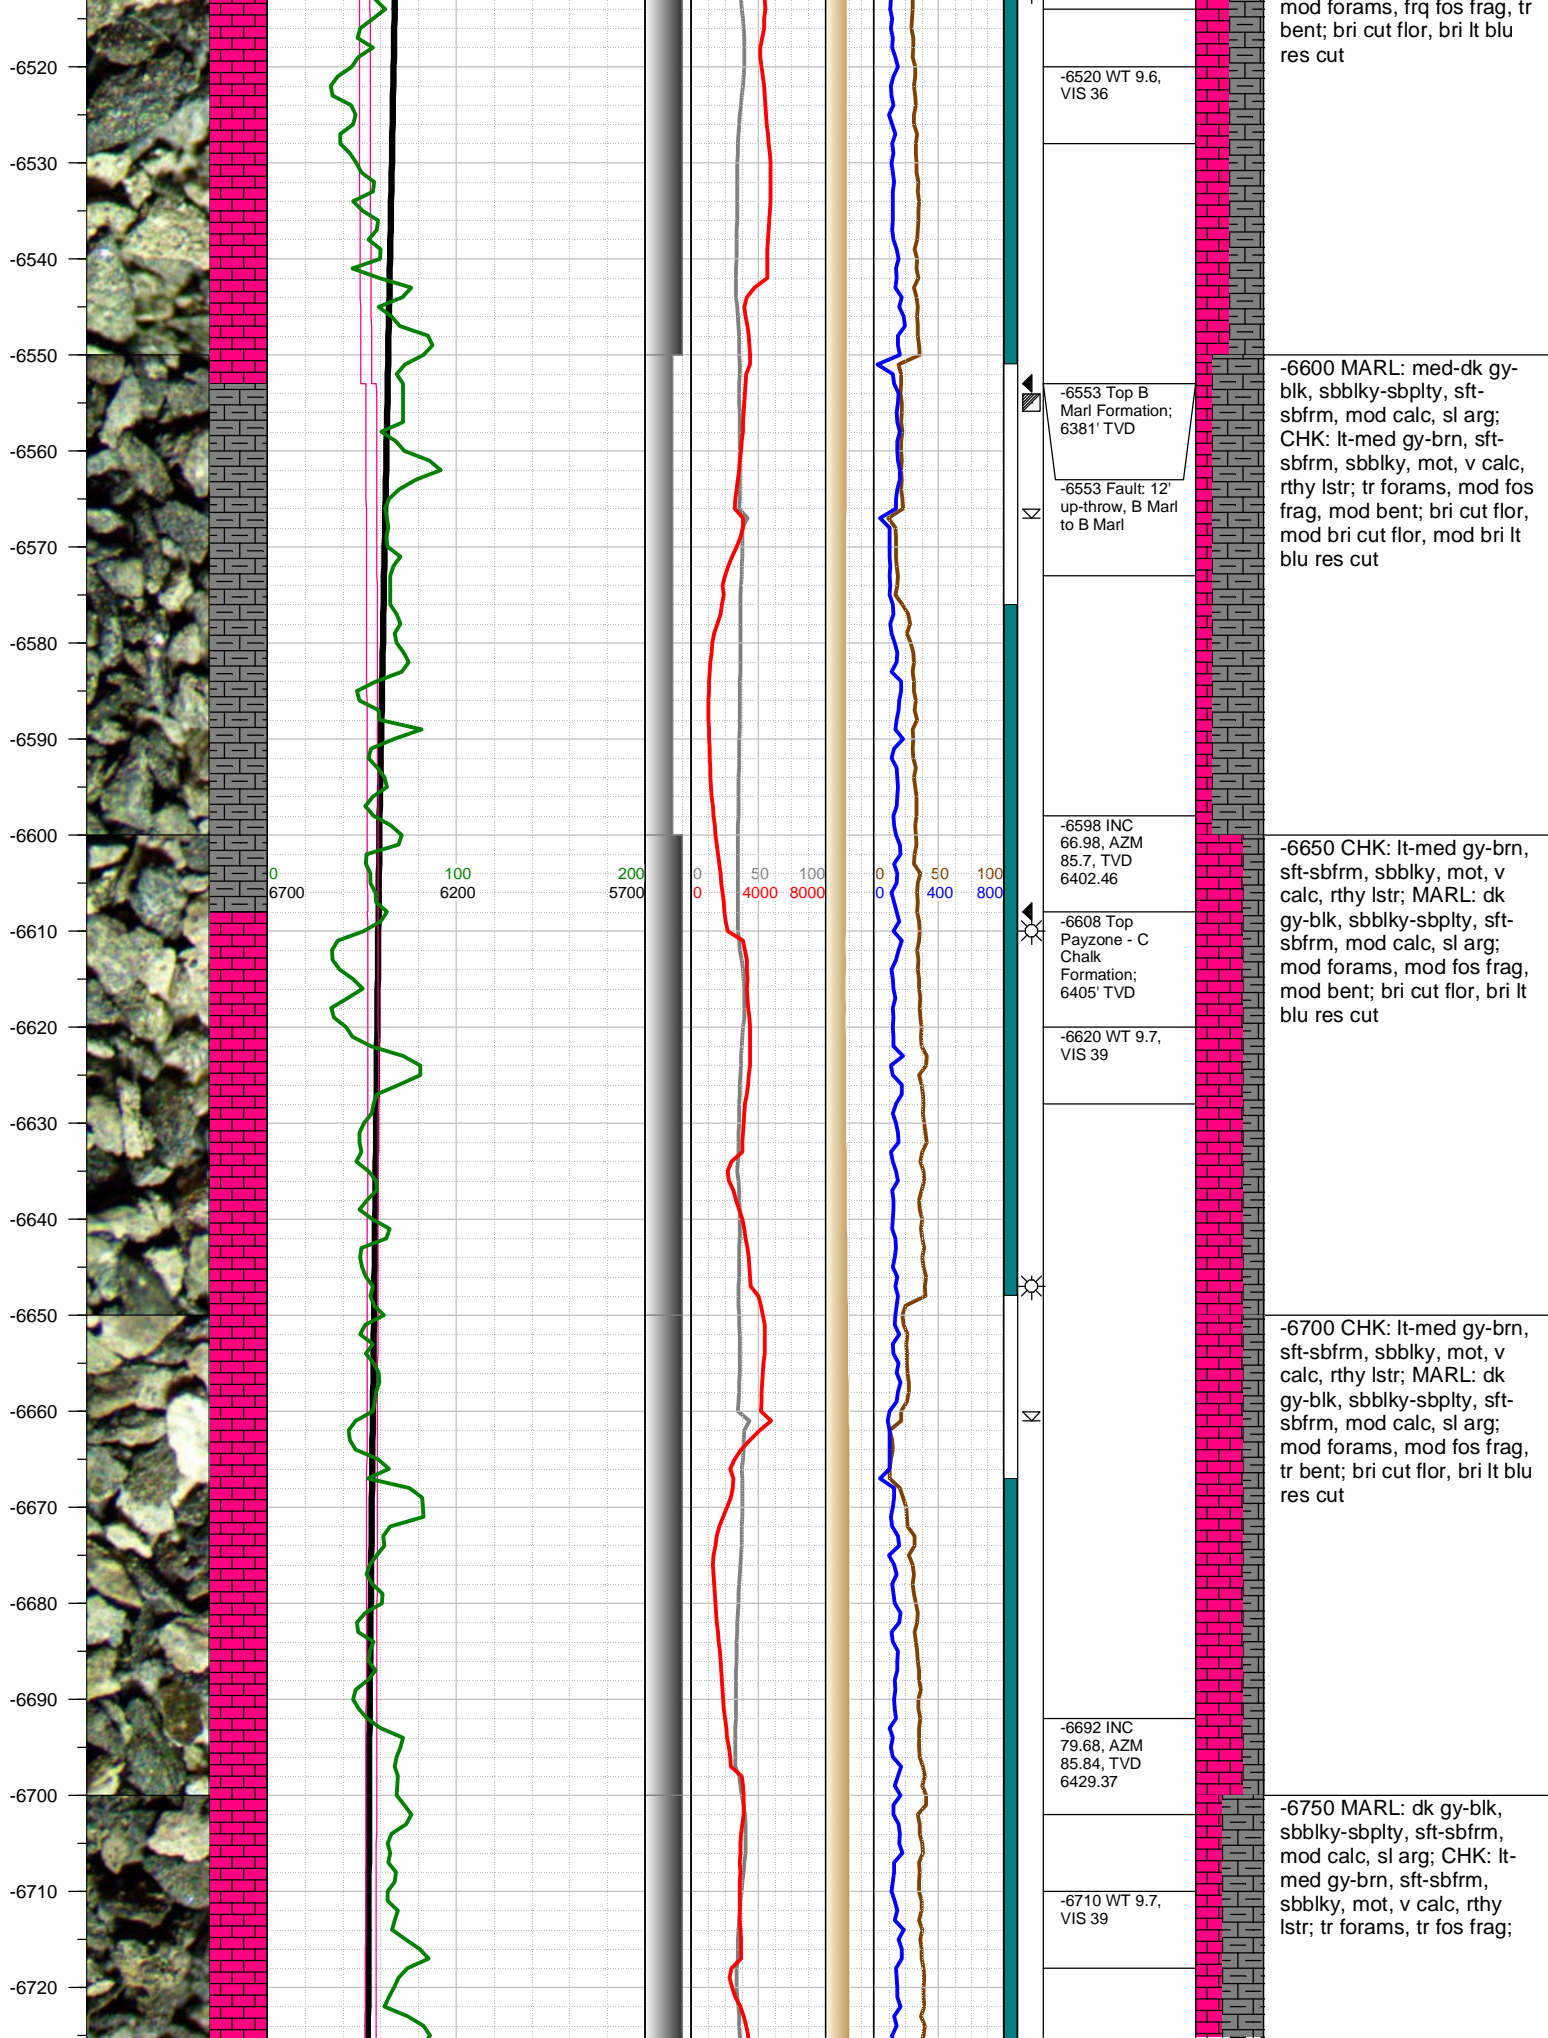 mod forams, frq fos frag, tr
bent; bri cut flor, bri lt blu
res cut
-6520
-6530
-6540
-6550
-6560
-6570
-6580
-6590
-6600
-6610
-6620
-6630
-6640
-6650
-6660
-6670
-6680
-6690
-6700
-6710
-6720
0 100 200
6700 6200 5700
0 50 100
0 4000 8000
0 50 100
0 400 800
-6520 WT 9.6,
VIS 36
-6553 Top B
Marl Formation;
6381' TVD
-6553 Fault: 12'
up-throw, B Marl
to B Marl
-6598 INC
66.98, AZM
85.7, TVD
6402.46
-6608 Top
Payzone - C
Chalk
Formation;
6405' TVD
-6620 WT 9.7,
VIS 39
-6692 INC
79.68, AZM
85.84, TVD
6429.37
-6710 WT 9.7,
VIS 39
-6600 MARL: med-dk gy-
blk, sbblky-sbplty, sft-
sbfrm, mod calc, sl arg;
CHK: lt-med gy-brn, sft-
sbfrm, sbblky, mot, v calc,
rthy lstr; tr forams, mod fos
frag, mod bent; bri cut flor,
mod bri cut flor, mod bri lt
blu res cut
-6650 CHK: lt-med gy-brn,
sft-sbfrm, sbblky, mot, v
calc, rthy lstr; MARL: dk
gy-blk, sbblky-sbplty, sft-
sbfrm, mod calc, sl arg;
mod forams, mod fos frag,
mod bent; bri cut flor, bri lt
blu res cut
-6700 CHK: lt-med gy-brn,
sft-sbfrm, sbblky, mot, v
calc, rthy lstr; MARL: dk
gy-blk, sbblky-sbplty, sft-
sbfrm, mod calc, sl arg;
mod forams, mod fos frag,
tr bent; bri cut flor, bri lt blu
res cut
-6750 MARL: dk gy-blk,
sbblky-sbplty, sft-sbfrm,
mod calc, sl arg; CHK: lt-
med gy-brn, sft-sbfrm,
sbblky, mot, v calc, rthy
lstr; tr forams, tr fos frag;